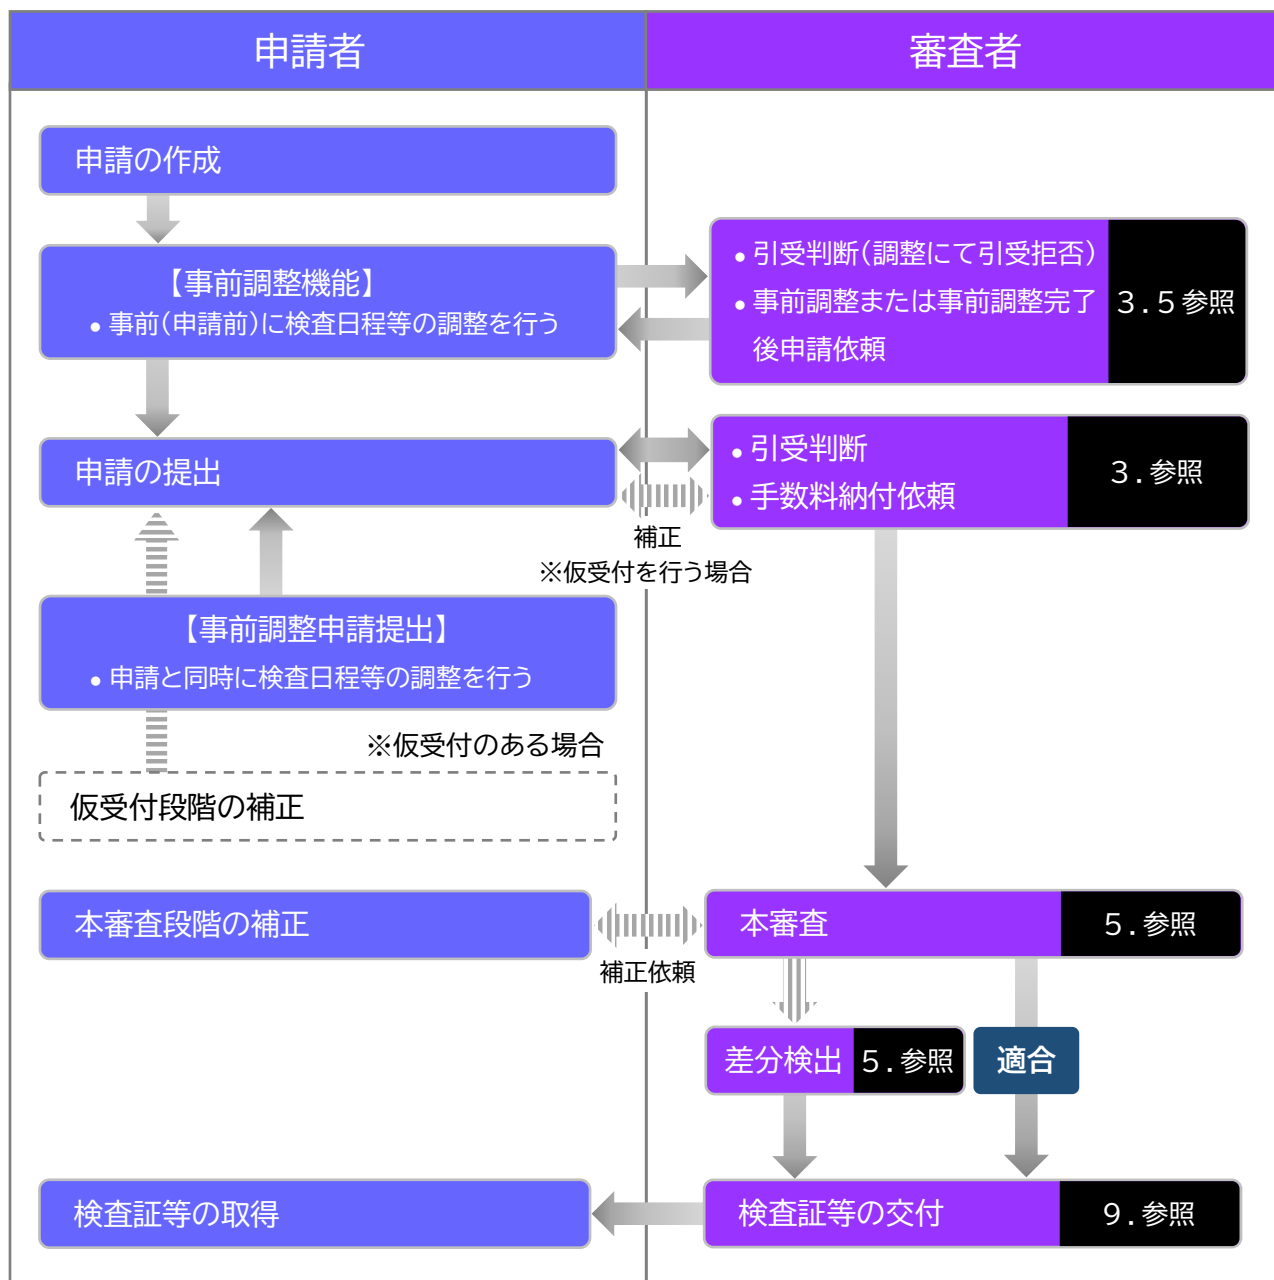 申請者
審査者
申請の作成
【事前調整機能】
● 事前（申請前）に検査日程等の調整を行う
● 引受判断（調整にて引受拒否）
● 事前調整または事前調整完了
後申請依頼
３．５参照
申請の提出
● 引受判断
● 手数料納付依頼
３．参照
補正
※仮受付を行う場合
【事前調整申請提出】
● 申請と同時に検査日程等の調整を行う
※仮受付のある場合
仮受付段階の補正
本審査段階の補正
補正依頼
本審査
５．参照
差分検出
５．参照
適合
検査証等の取得
検査証等の交付
９．参照